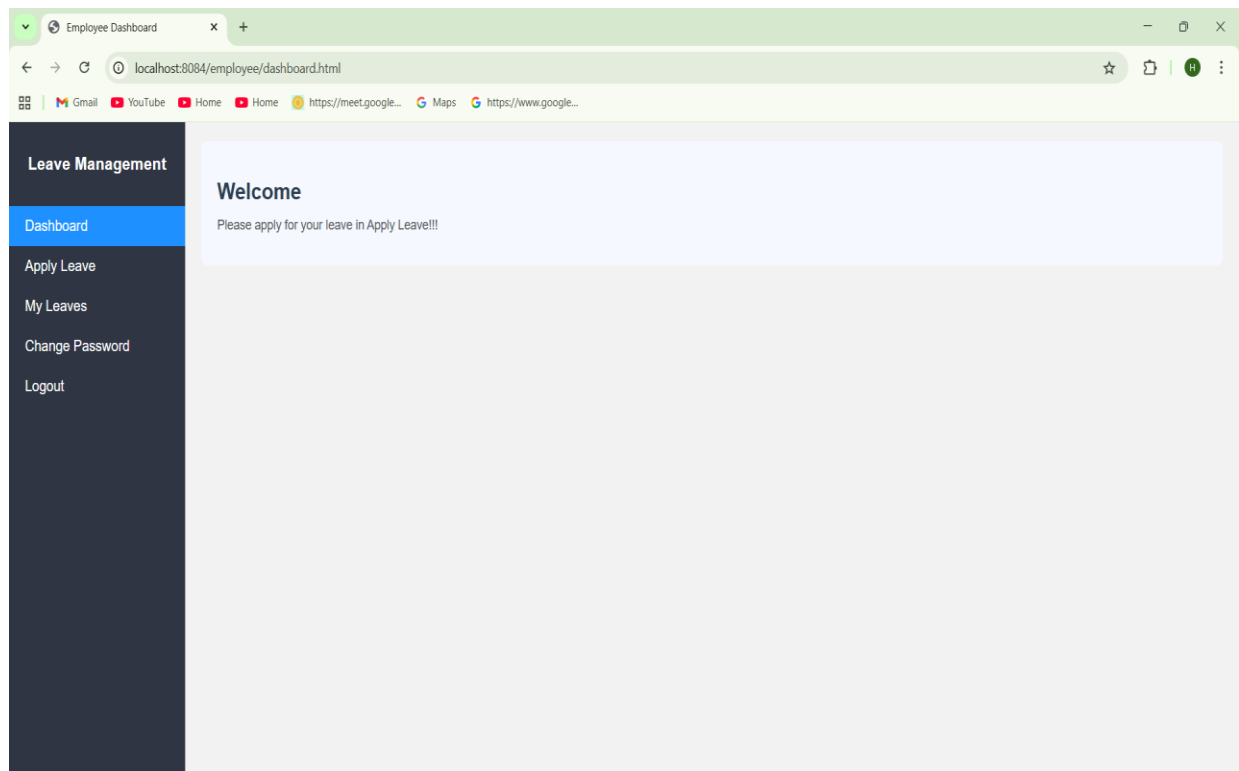 Employee Dashboard
localhost:8084/employee/dashboard.html
H
Gmail YouTube Home Home https://meet.google... Maps https://www.google...
Leave Management
Dashboard
Apply Leave
My Leaves
Change Password
Logout
Welcome
Please apply for your leave in Apply Leave!!!